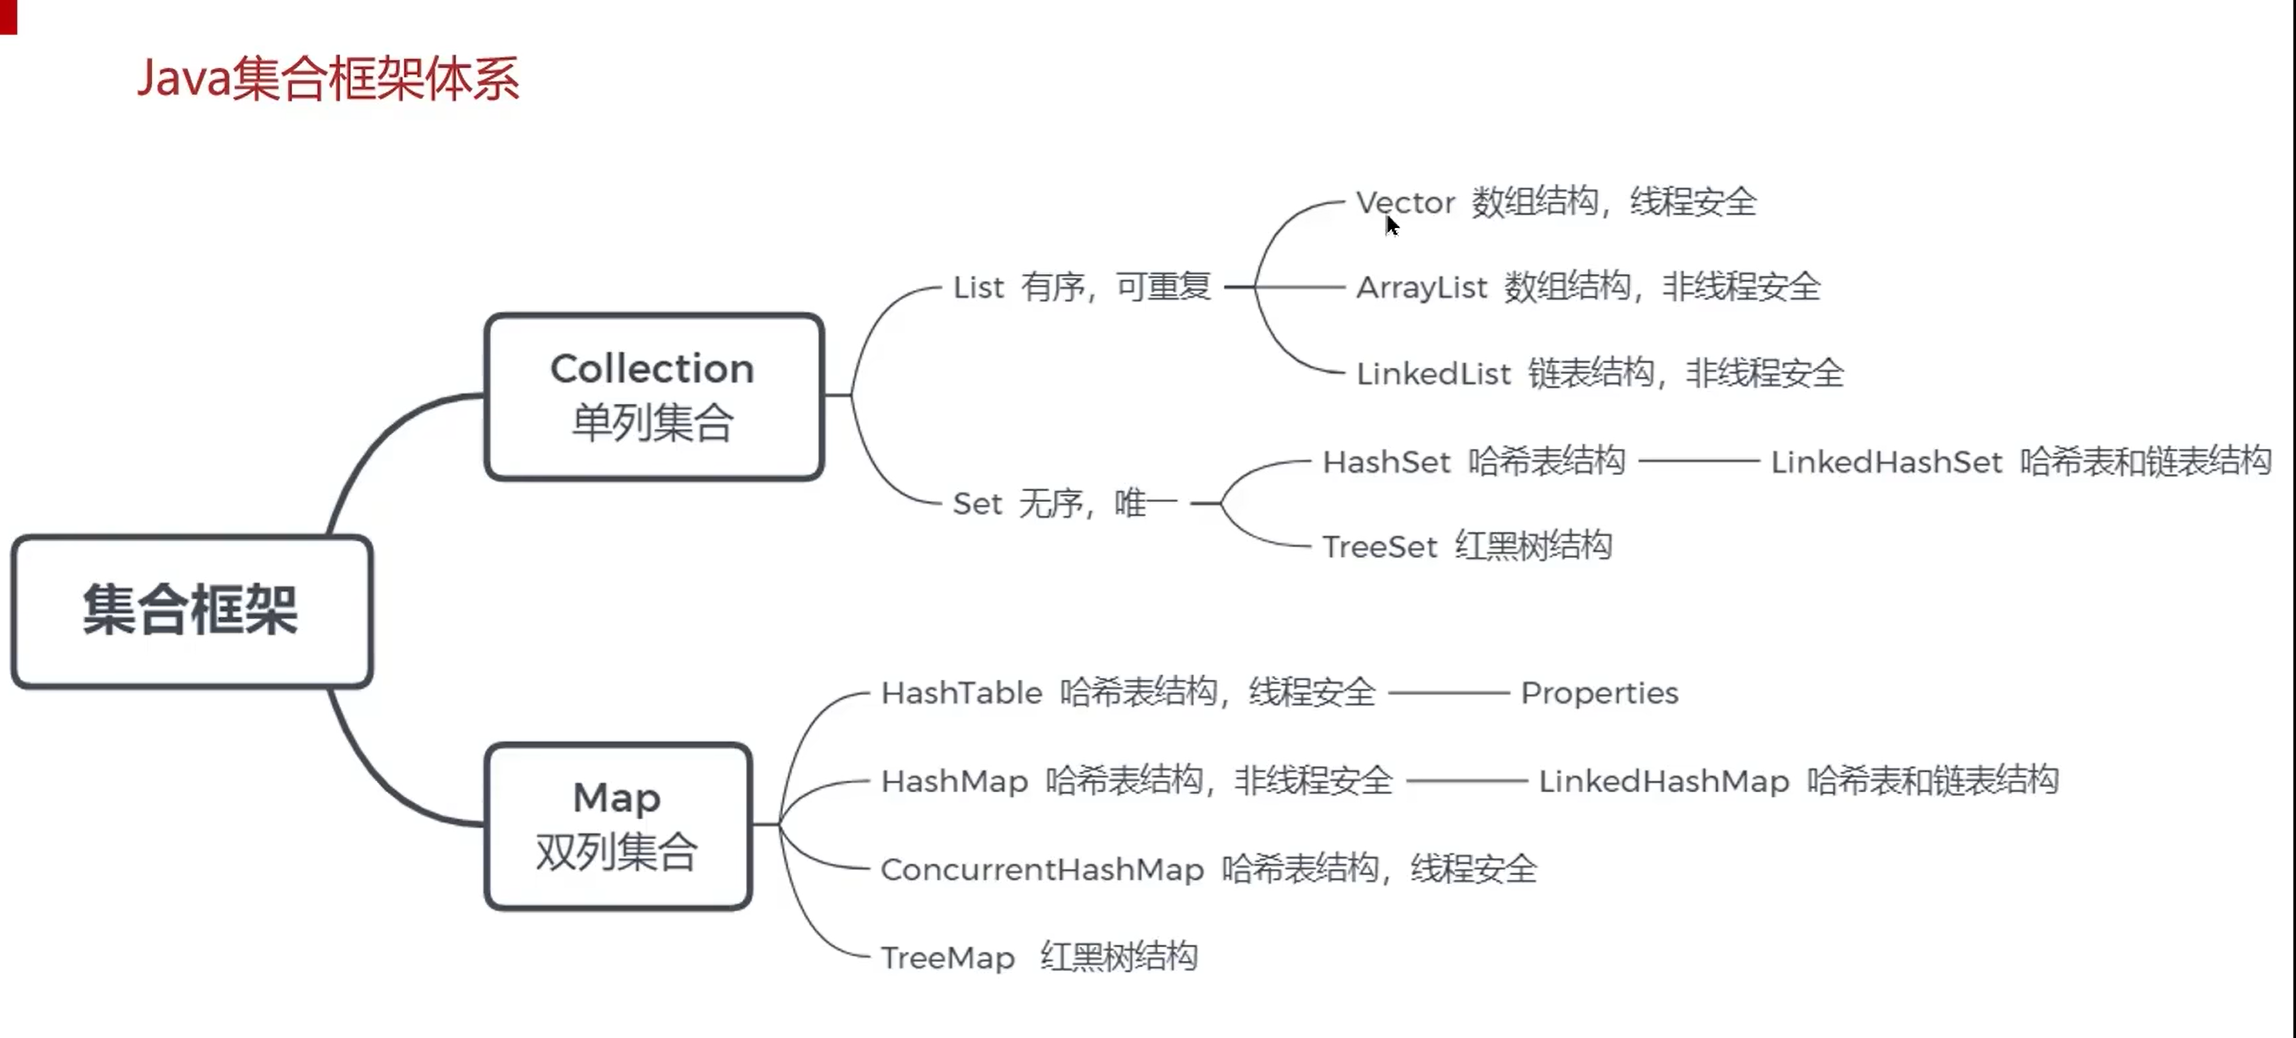 Java集合框架体系
集合框架
Collection
单列集合
List 有序，可重复
Vector 数组结构，线程安全
ArrayList 数组结构，非线程安全
LinkedList 链表结构，非线程安全
Set 无序，唯一
HashSet 哈希表结构
LinkedHashSet 哈希表和链表结构
TreeSet 红黑树结构
Map
双列集合
HashTable 哈希表结构，线程安全
Properties
HashMap 哈希表结构，非线程安全
LinkedHashMap 哈希表和链表结构
ConcurrentHashMap 哈希表结构，线程安全
TreeMap 红黑树结构